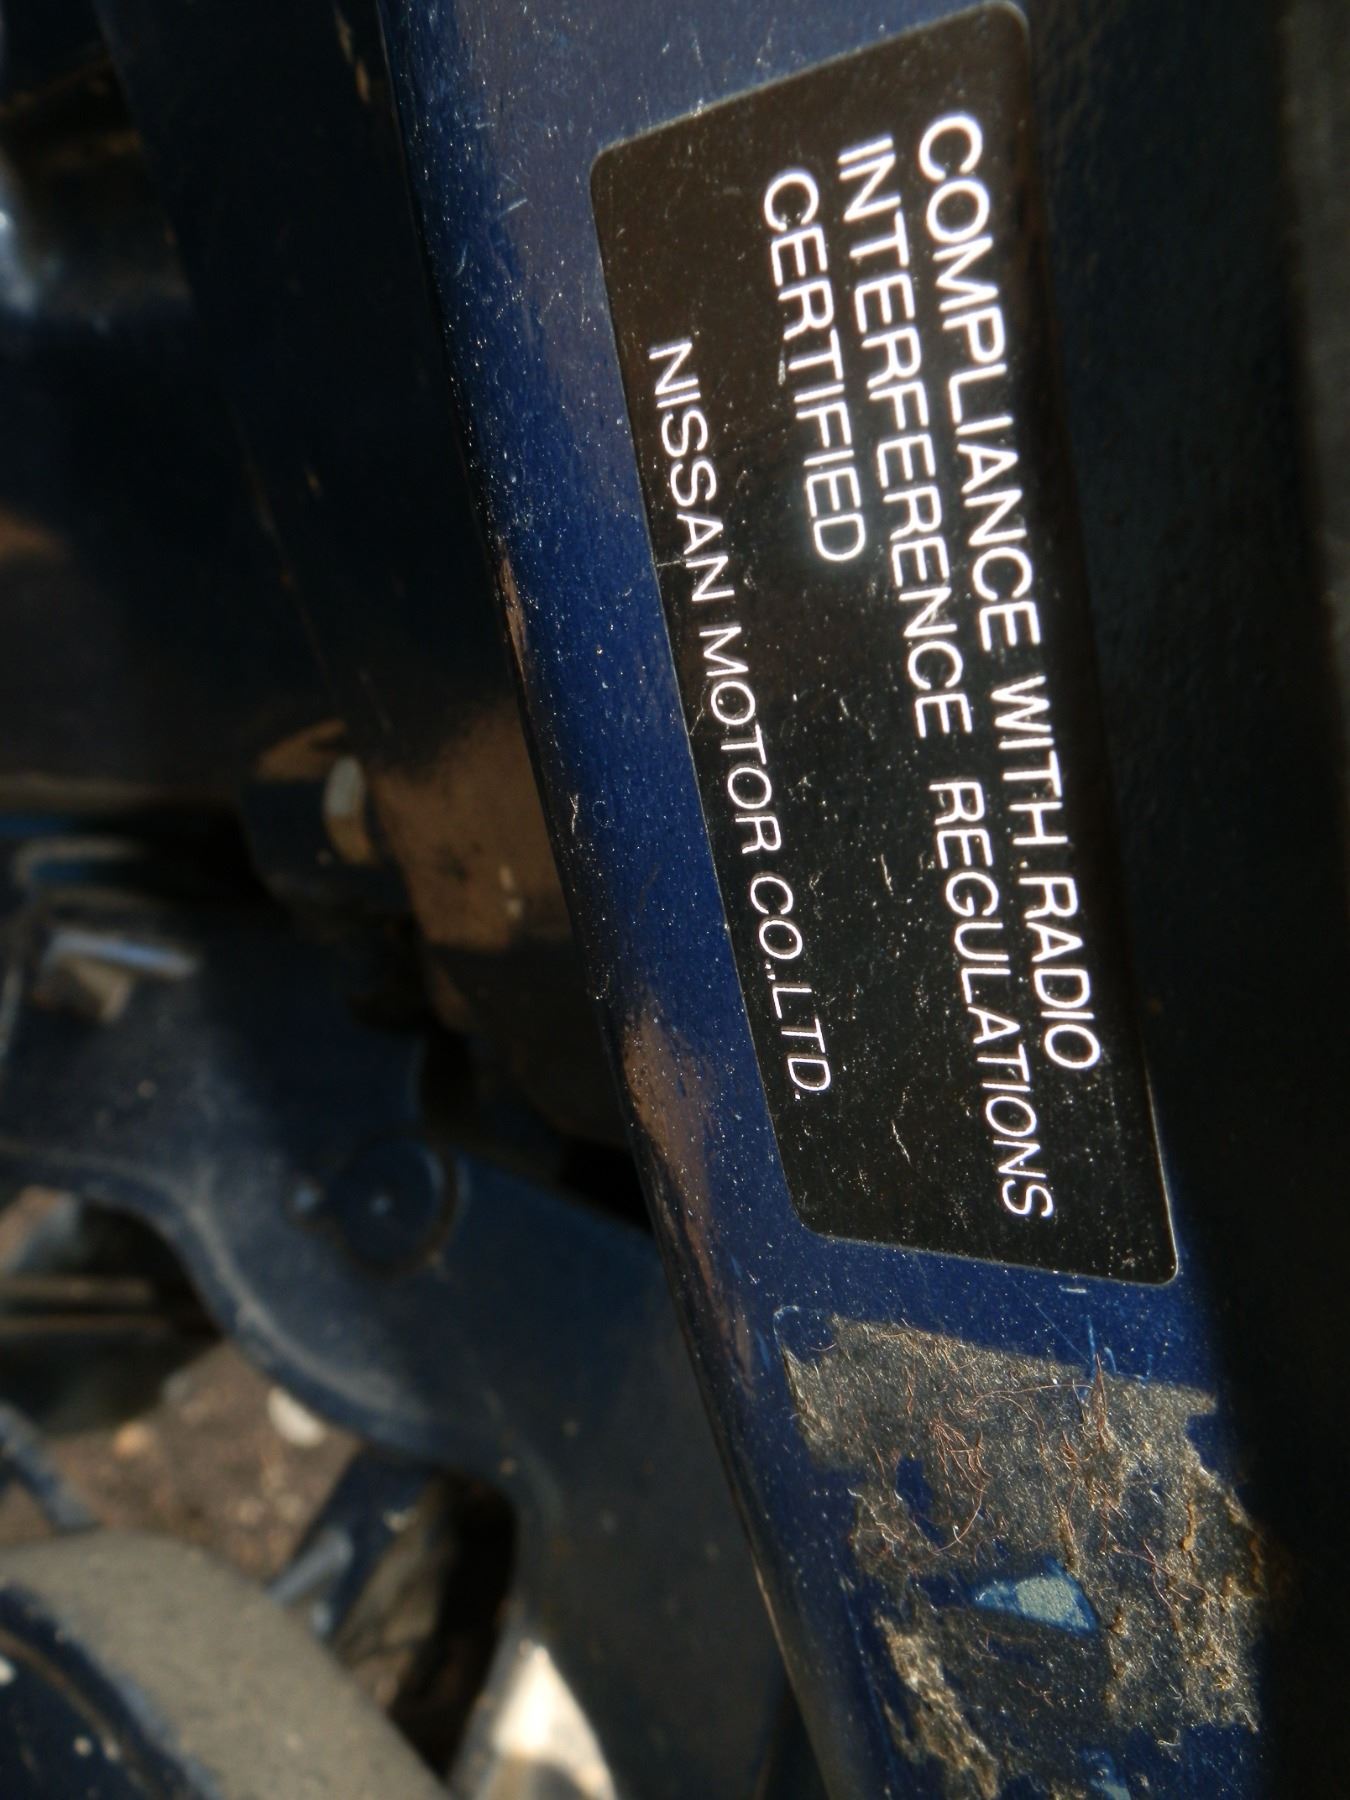 COMPLIANCE WITH RADIO
INTERFERENCE REGULATIONS
CERTIFIED
NISSAN MOTOR CO.,LTD.